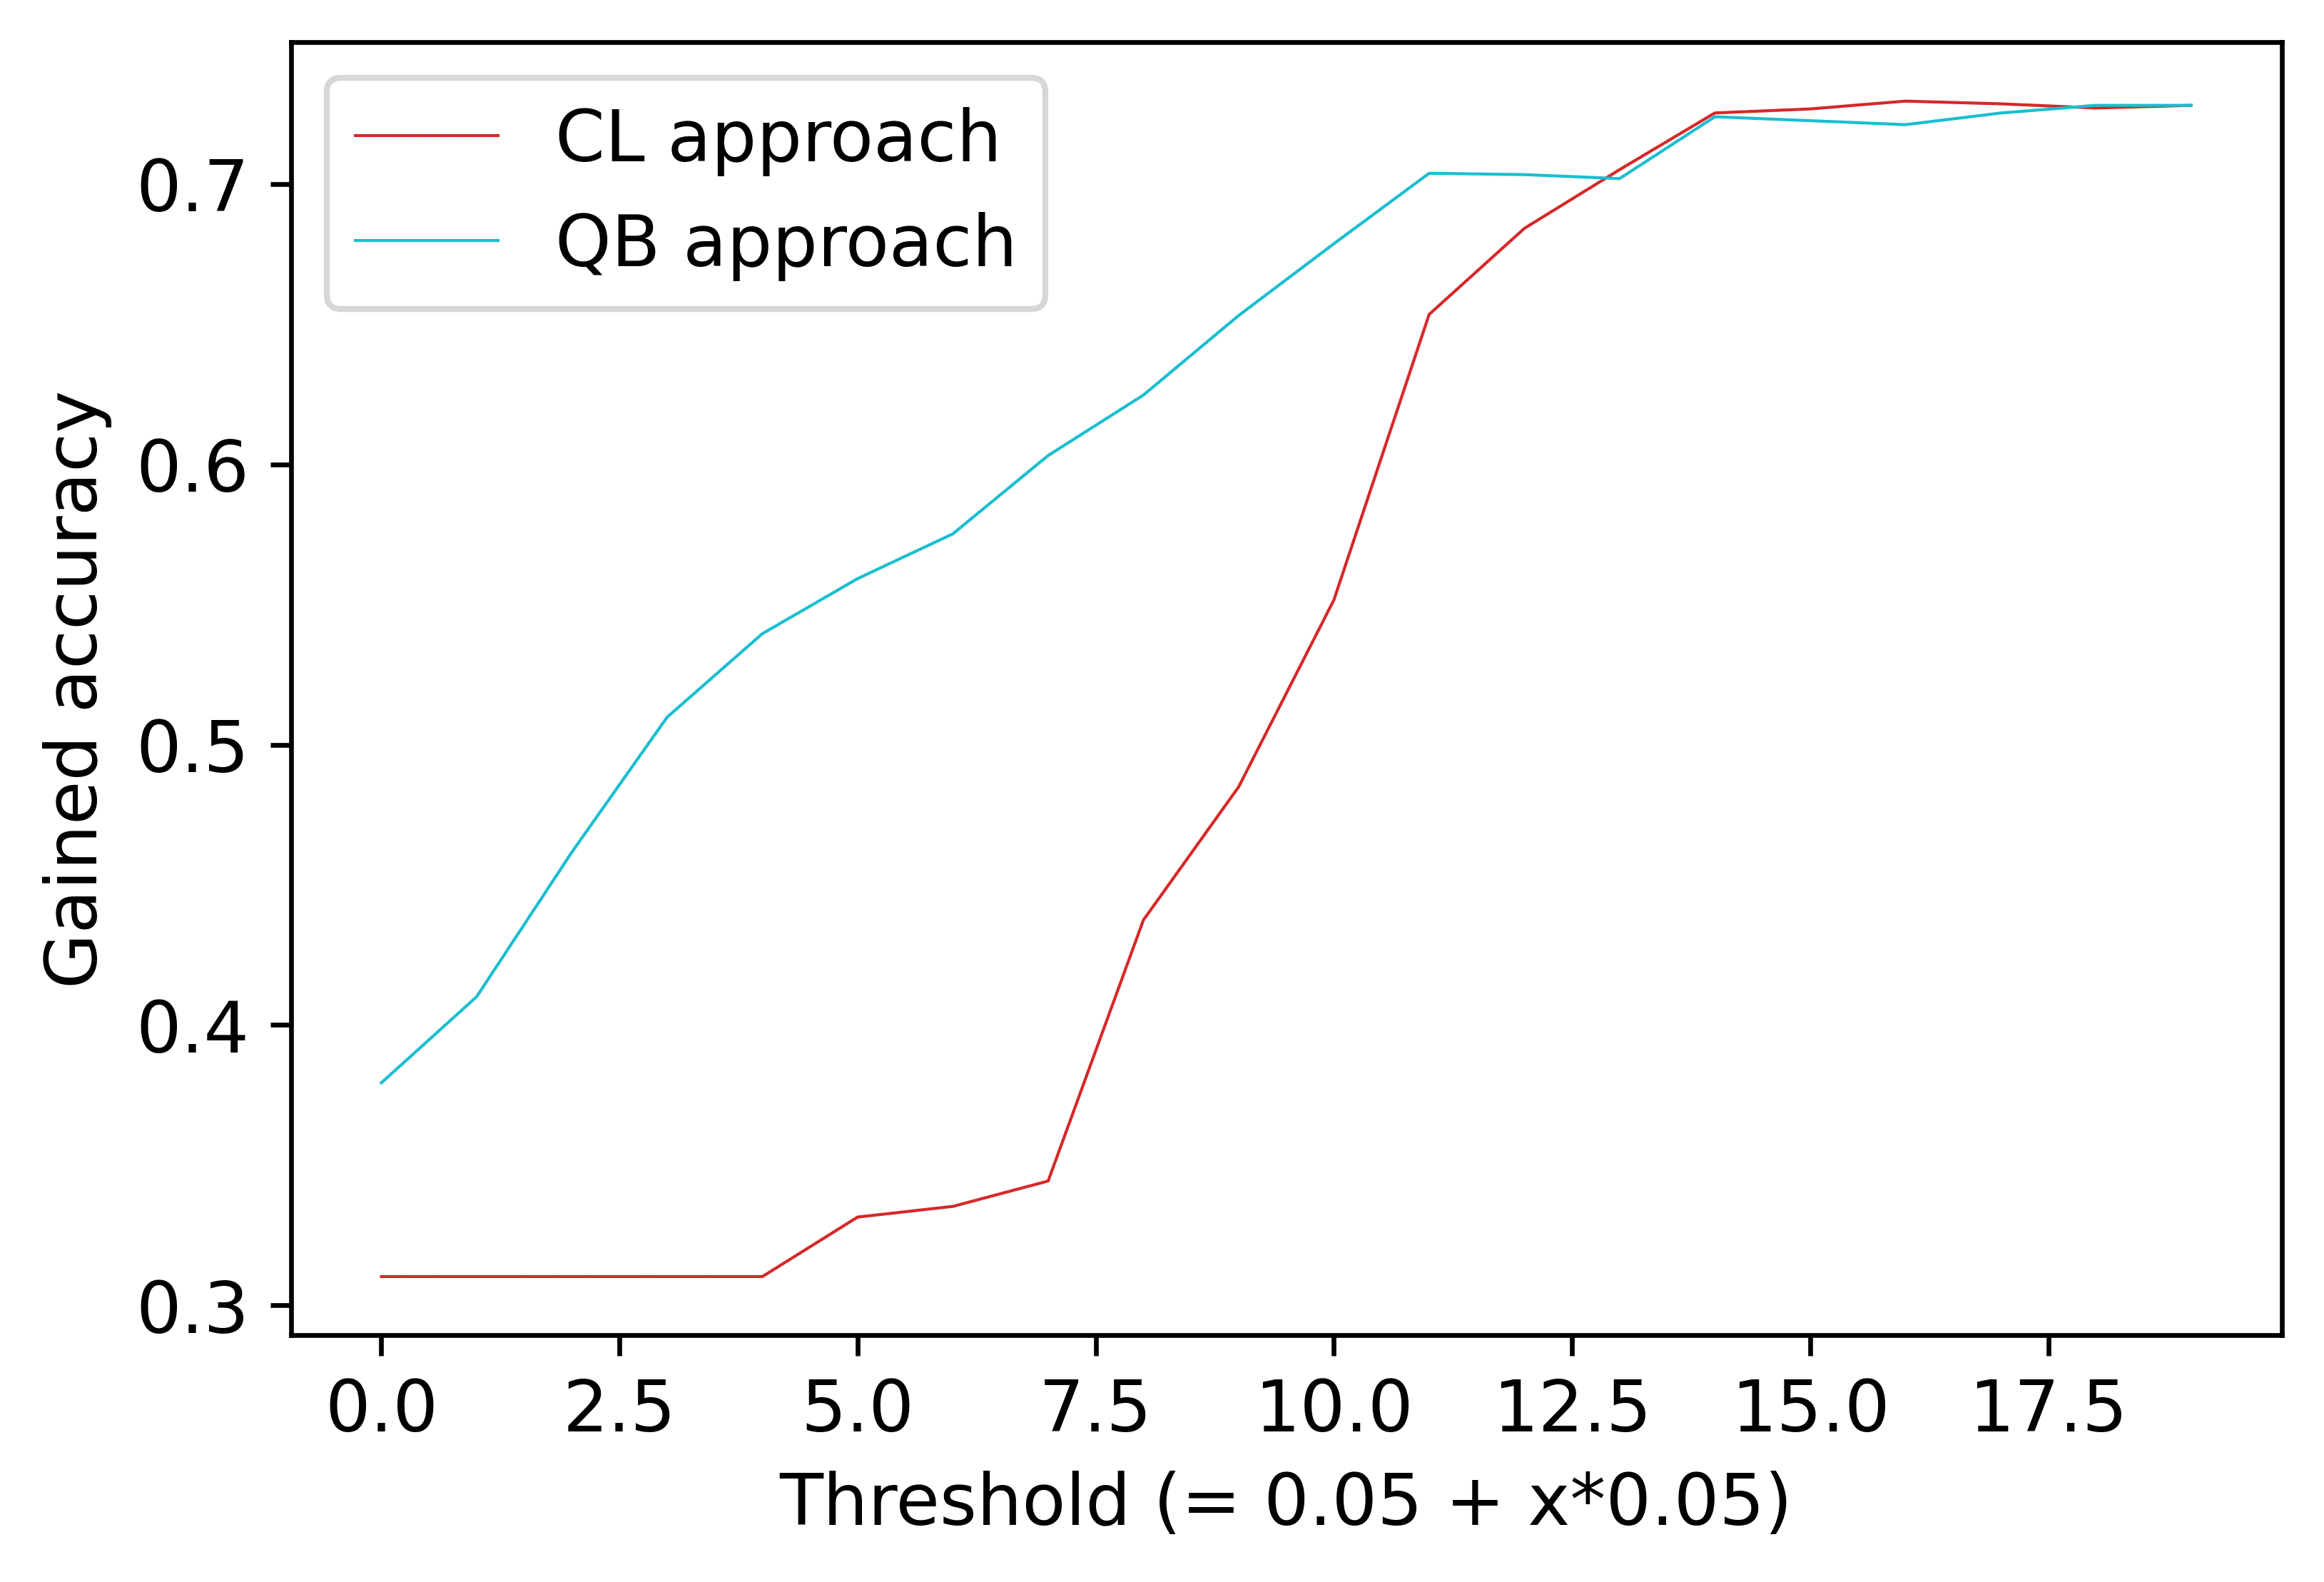 CL approach
QB approach
Gained accuracy
0.7
0.6
0.5
0.4
0.3
0.0 2.5 5.0 7.5 10.0 12.5 15.0 17.5
Threshold (= 0.05 + x*0.05)